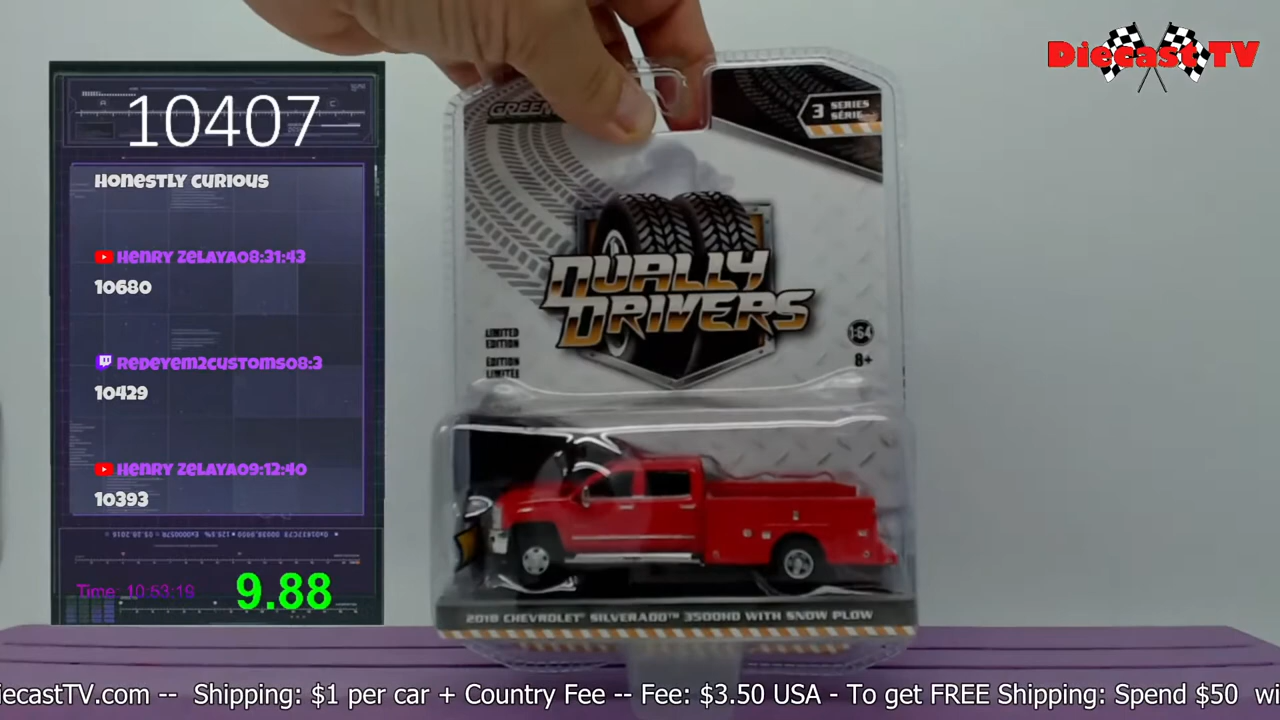 10407
Honestly Curious
Henry Zelaya08:31:43
10680
RedEyeM2Customs08:3
10429
Henry Zelaya09:12:40
10393
Time: 10:53:19
9.88
GREEN
3 SERIES
SÉRIE
DUALLY
DRIVERS
LIMITED
EDITION
ÉDITION
LIMITÉE
1:64
8+
2018 CHEVROLET® SILVERADO™ 3500HD WITH SNOW PLOW
Diecast TV
iecastTV.com -- Shipping: $1 per car + Country Fee -- Fee: $3.50 USA - To get FREE Shipping: Spend $50 wi